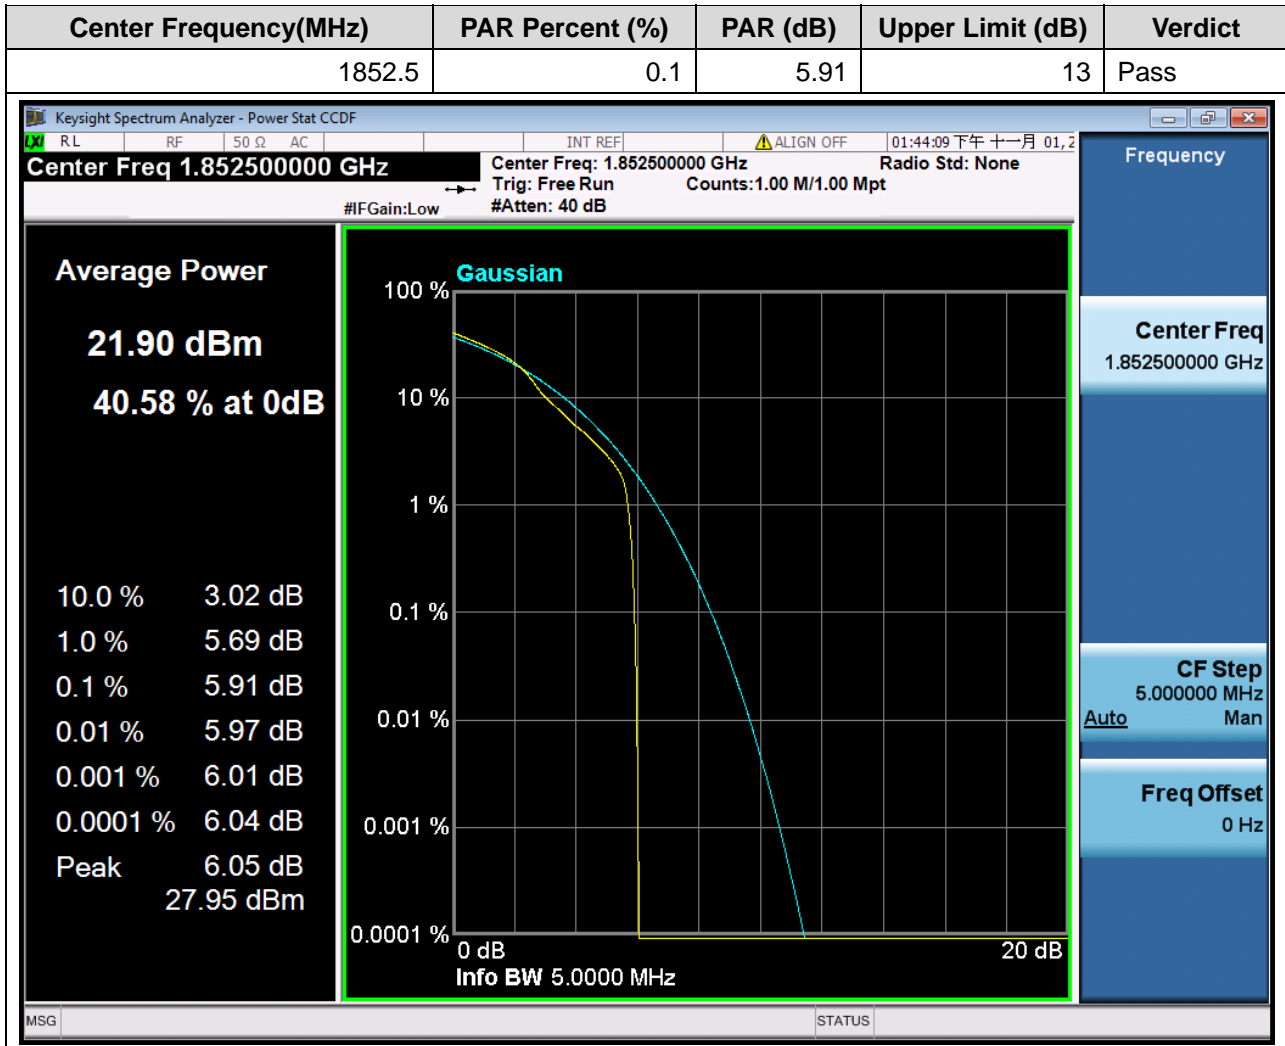 Center Frequency(MHz) PAR Percent (%) PAR (dB) Upper Limit (dB) Verdict
1852.5 0.1 5.91 13 Pass
Keysight Spectrum Analyzer - Power Stat CCDF
LXI RL RF 50 Ω AC INT REF ALIGN OFF 01:44:09 下午 十一月 01, 2
Center Freq 1.852500000 GHz
Center Freq: 1.852500000 GHz Radio Std: None
Trig: Free Run Counts:1.00 M/1.00 Mpt
#IFGain:Low #Atten: 40 dB
Average Power
21.90 dBm
40.58 % at 0dB
10.0 % 3.02 dB
1.0 % 5.69 dB
0.1 % 5.91 dB
0.01 % 5.97 dB
0.001 % 6.01 dB
0.0001 % 6.04 dB
Peak 6.05 dB
27.95 dBm
Gaussian
100 %
10 %
1 %
0.1 %
0.01 %
0.001 %
0.0001 %
0 dB 20 dB
Info BW 5.0000 MHz
Frequency
Center Freq
1.852500000 GHz
CF Step
5.000000 MHz
Auto Man
Freq Offset
0 Hz
MSG STATUS